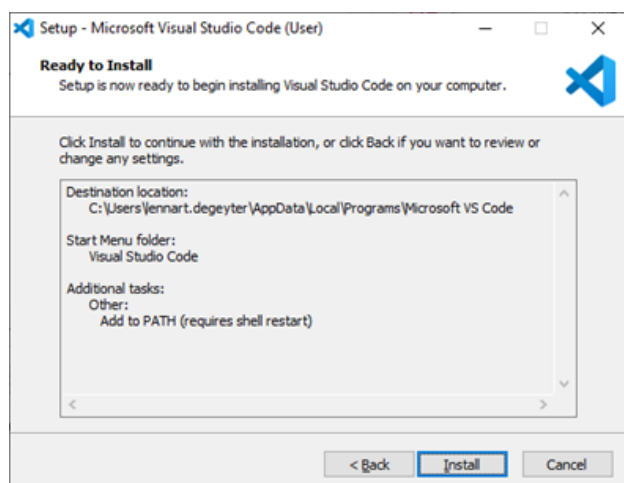 Setup - Microsoft Visual Studio Code (User)
Ready to Install
Setup is now ready to begin installing Visual Studio Code on your computer.
Click Install to continue with the installation, or click Back if you want to review or
change any settings.
Destination location:
C:\Users\lennart.degeyter\AppData\Local\Programs\Microsoft VS Code
Start Menu folder:
Visual Studio Code
Additional tasks:
Other:
Add to PATH (requires shell restart)
< Back
Install
Cancel